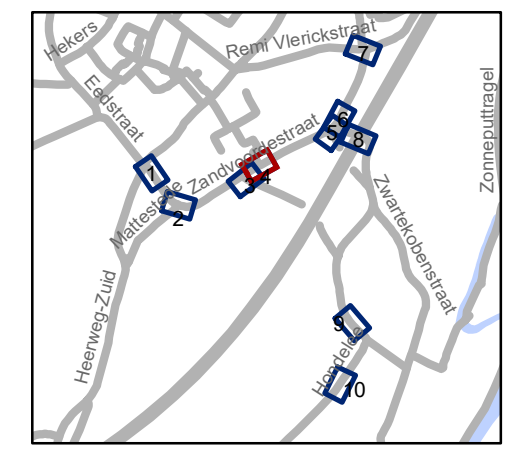 Hekers
Remi Vlerickstraat
7
Eedstraat
Zonneputtragel
6
5
8
Zandvoordestraat
1
4
3
Mattestede
2
Zwartekobenstraat
Heerweg-Zuid
9
Hondelee
10